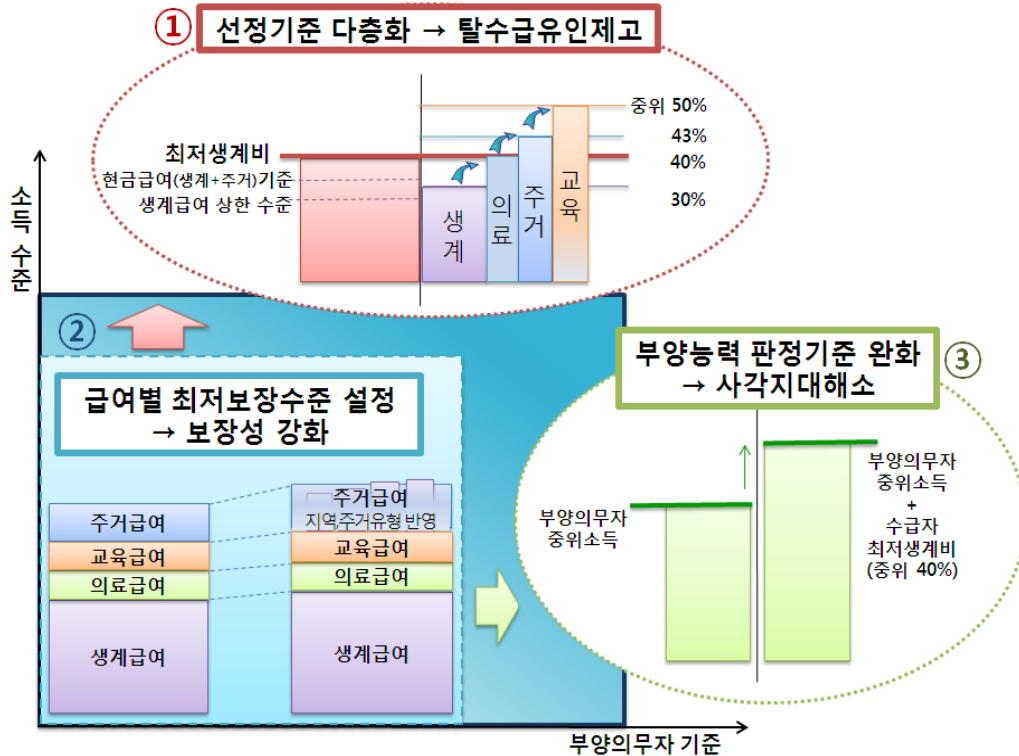 ① 선정기준 다층화 → 탈수급유인제고
중위 50%
43%
40%
30%
최저생계비
현금급여(생계+주거)기준
생계급여 상한 수준
생계
의료
주거
교육
소득 수준
②
급여별 최저보장수준 설정
→ 보장성 강화
주거급여
교육급여
의료급여
생계급여
주거급여
지역,주거유형 반영
교육급여
의료급여
생계급여
부양능력 판정기준 완화
→ 사각지대해소
③
부양의무자
중위소득
부양의무자
중위소득
+
수급자
최저생계비
(중위 40%)
부양의무자 기준